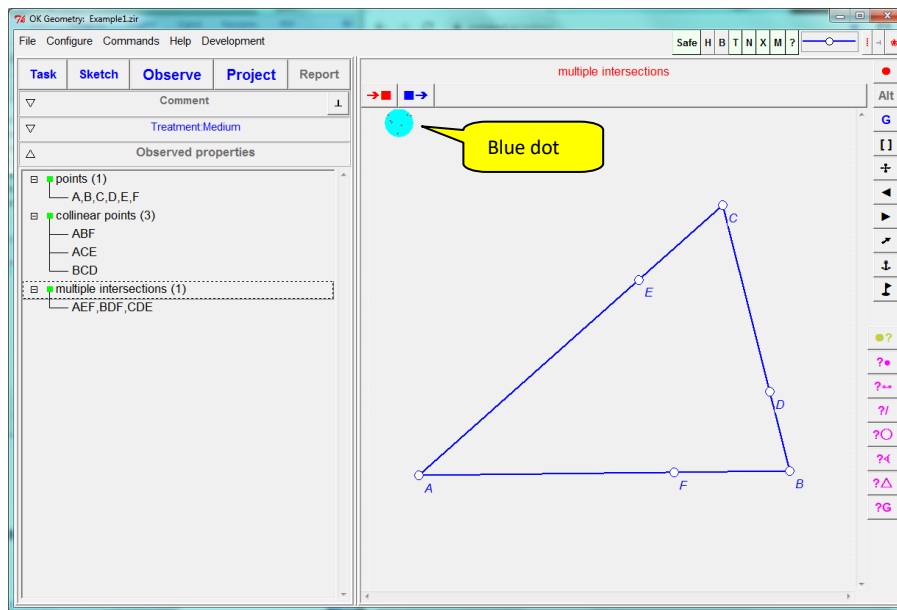 OK Geometry: Example1.zir
File Configure Commands Help Development
Safe H B T N X M ?
Task Sketch Observe Project Report
multiple intersections
Comment
Alt
Treatment:Medium
G
Observed properties
Blue dot
[ ]
points (1)
A,B,C,D,E,F
collinear points (3)
ABF
ACE
BCD
multiple intersections (1)
AEF,BDF,CDE
C
E
D
A
F
B
?
?
?
?/
?
?
?
?G